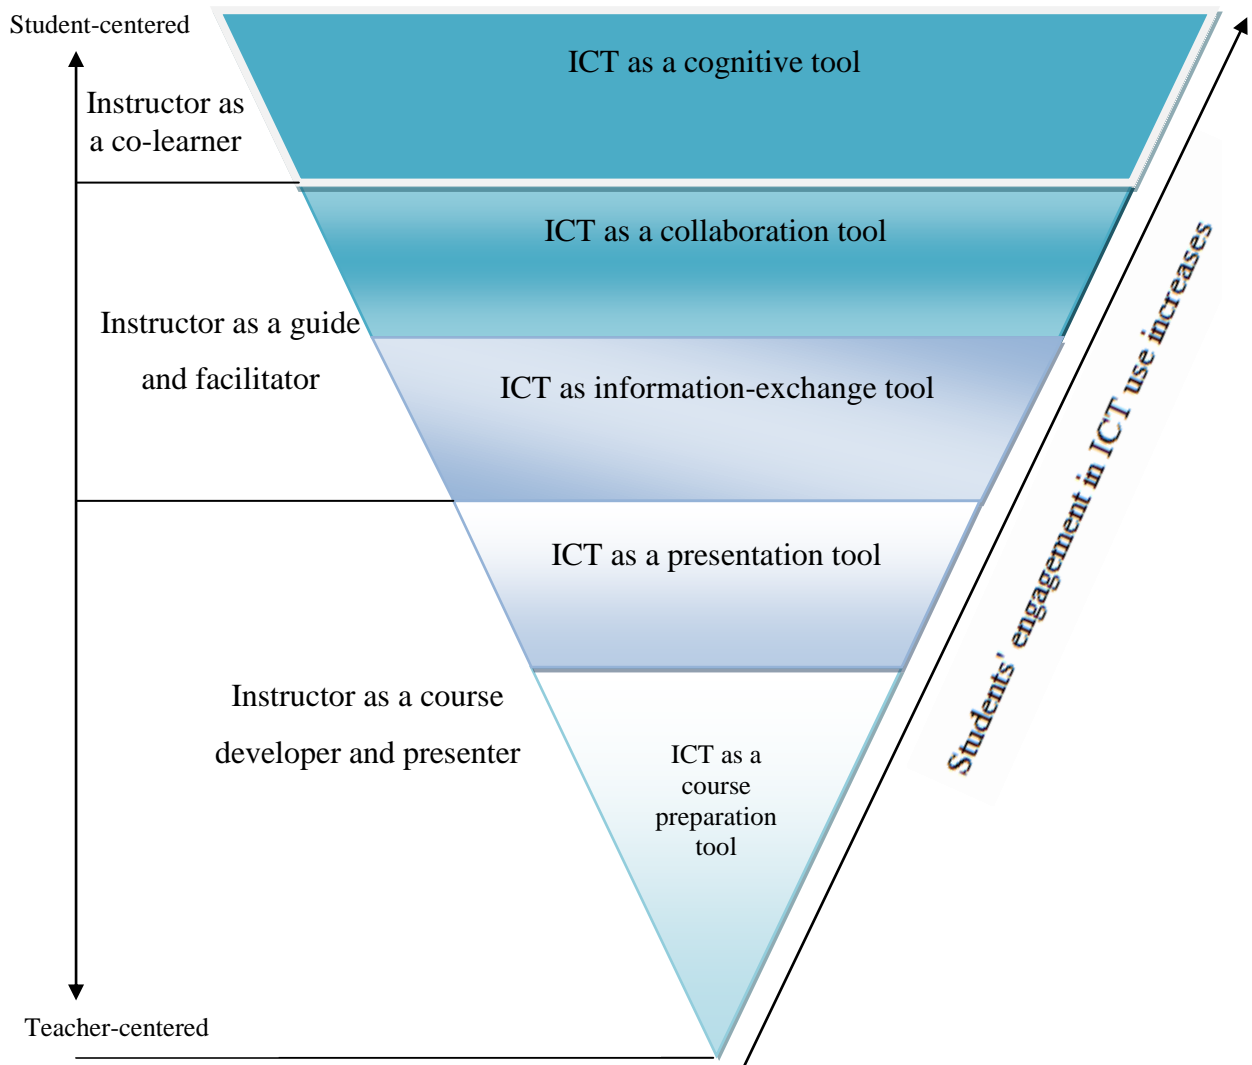 Student-centered
ICT as a cognitive tool
Instructor as
a co-learner
ICT as a collaboration tool
Instructor as a guide
and facilitator
ICT as information-exchange tool
ICT as a presentation tool
Instructor as a course
developer and presenter
ICT as a
course
preparation
tool
Students' engagement in ICT use increases
Teacher-centered